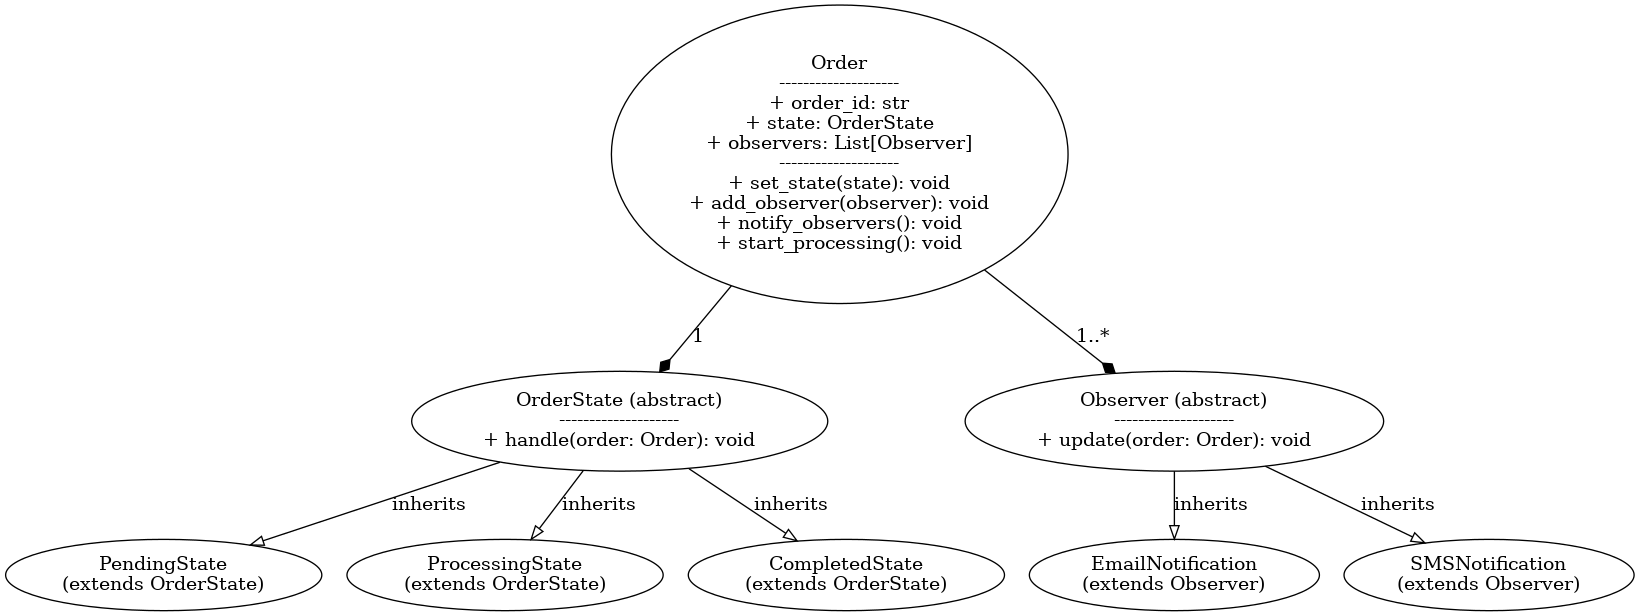 Order
--------------------
+ order_id: str
+ state: OrderState
+ observers: List[Observer]
--------------------
+ set_state(state): void
+ add_observer(observer): void
+ notify_observers(): void
+ start_processing(): void
1
1..*
OrderState (abstract)
--------------------
+ handle(order: Order): void
Observer (abstract)
--------------------
+ update(order: Order): void
inherits
inherits
inherits
inherits
inherits
PendingState
(extends OrderState)
ProcessingState
(extends OrderState)
CompletedState
(extends OrderState)
EmailNotification
(extends Observer)
SMSNotification
(extends Observer)